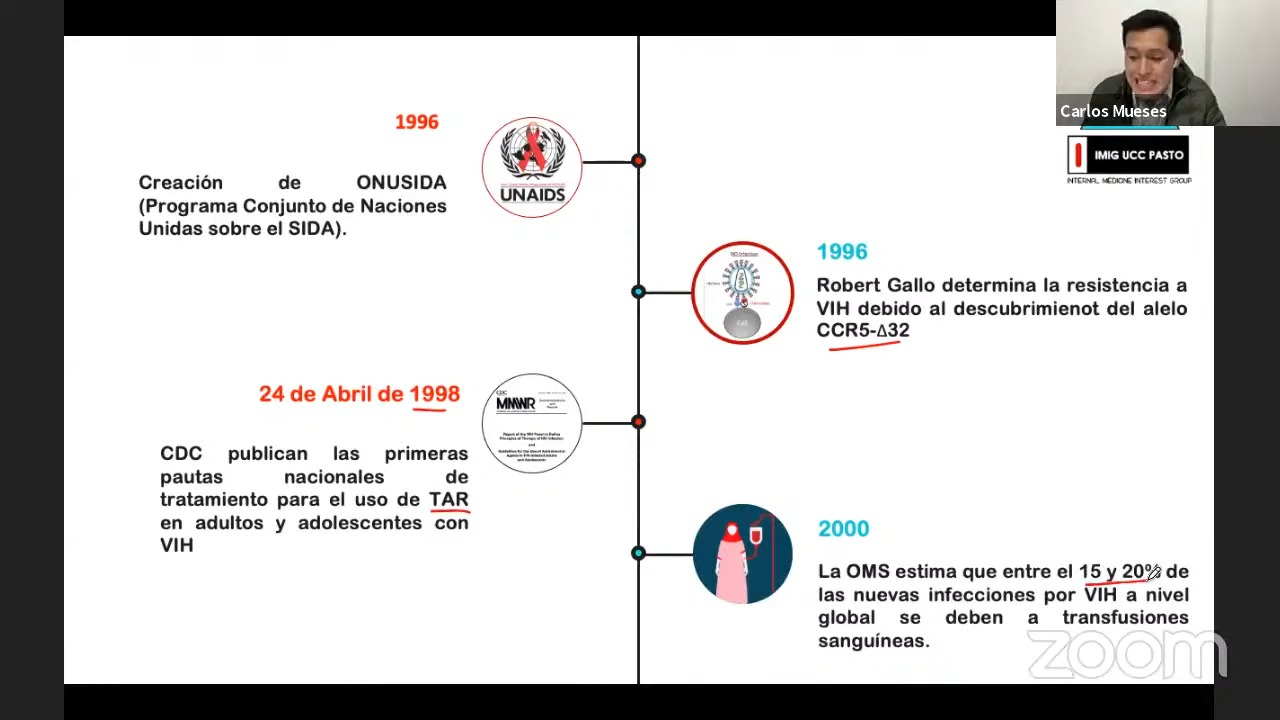 Carlos Mueses
IMIG UCC PASTO
INTERNAL MEDICINE INTEREST GROUP
1996
UNAIDS
Creación de ONUSIDA
(Programa Conjunto de Naciones
Unidas sobre el SIDA).
1996
Robert Gallo determina la resistencia a
VIH debido al descubrimienot del alelo
CCR5-Δ32
Cell
24 de Abril de 1998
CDC
MMWR
CDC publican las primeras
pautas nacionales de
tratamiento para el uso de TAR
en adultos y adolescentes con
VIH
2000
La OMS estima que entre el 15 y 20% de
las nuevas infecciones por VIH a nivel
global se deben a transfusiones
sanguíneas.
zoom